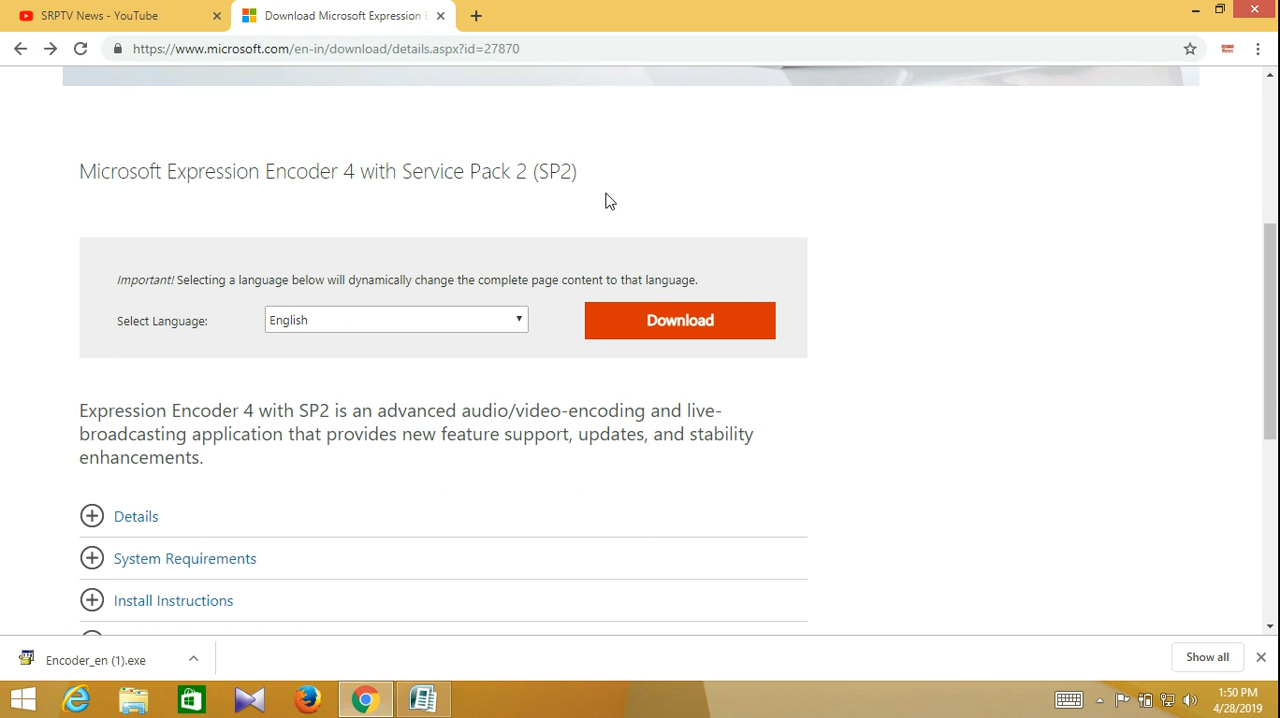 SRPTV News - YouTube
Download Microsoft Expression E
https://www.microsoft.com/en-in/download/details.aspx?id=27870
Microsoft Expression Encoder 4 with Service Pack 2 (SP2)
Important! Selecting a language below will dynamically change the complete page content to that language.
Select Language:
English
Download
Expression Encoder 4 with SP2 is an advanced audio/video-encoding and live-
broadcasting application that provides new feature support, updates, and stability
enhancements.
Details
System Requirements
Install Instructions
Encoder_en (1).exe
Show all
1:50 PM
4/28/2019